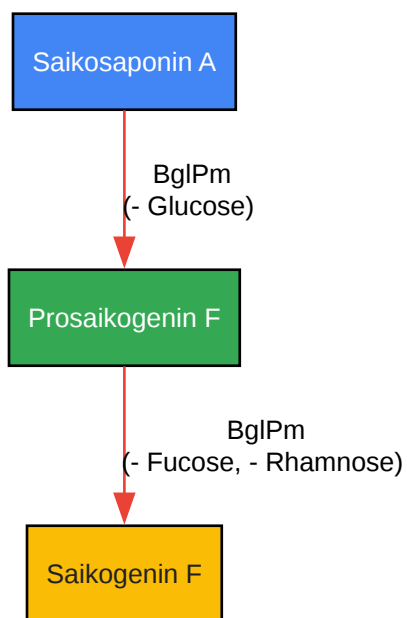 Saikosaponin A
BglPm
(- Glucose)
Prosaikogenin F
BglPm
(- Fucose, - Rhamnose)
Saikogenin F